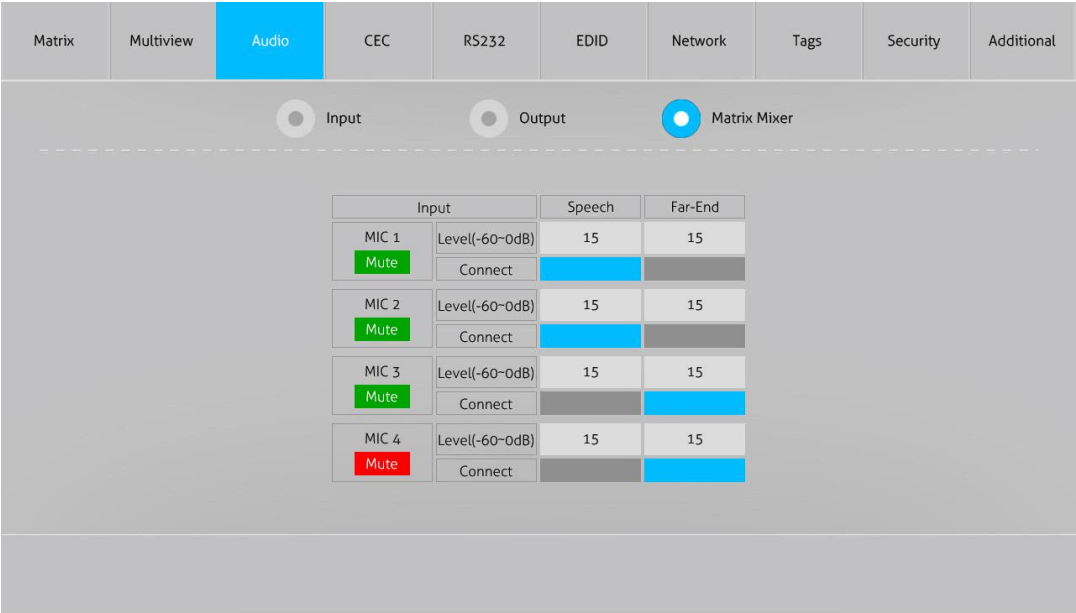 Matrix Multiview Audio CEC RS232 EDID Network Tags Security Additional
Input Output Matrix Mixer
Input Speech Far-End
MIC 1 Level(-60~0dB) 15 15
Mute Connect
MIC 2 Level(-60~0dB) 15 15
Mute Connect
MIC 3 Level(-60~0dB) 15 15
Mute Connect
MIC 4 Level(-60~0dB) 15 15
Mute Connect